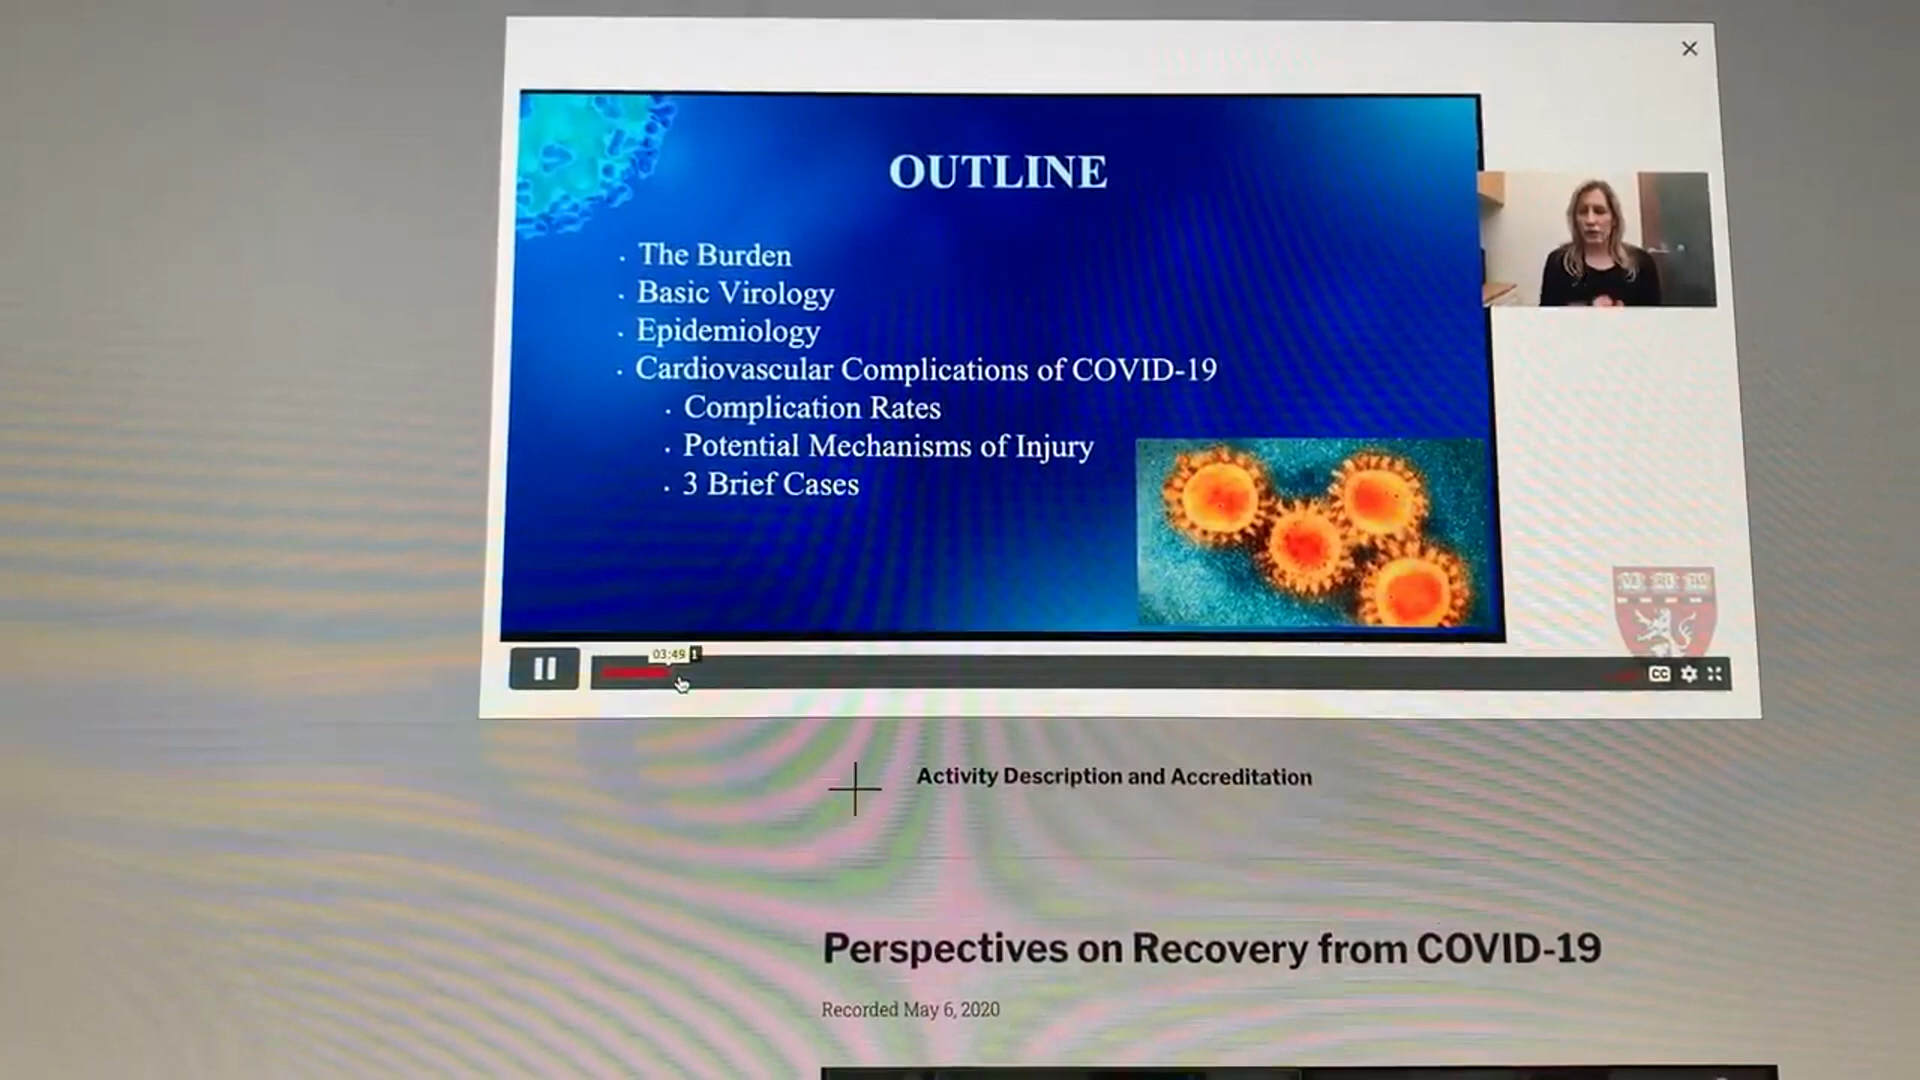 OUTLINE
· The Burden
· Basic Virology
· Epidemiology
· Cardiovascular Complications of COVID-19
· Complication Rates
· Potential Mechanisms of Injury
· 3 Brief Cases
03:49
CC
Activity Description and Accreditation
Perspectives on Recovery from COVID-19
Recorded May 6, 2020